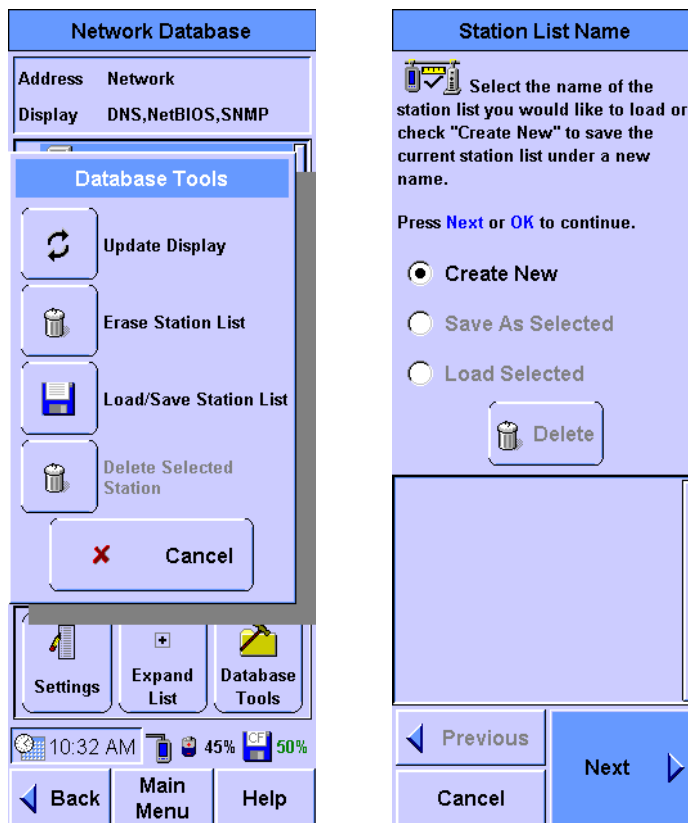 Network Database
Address Network
Display DNS,NetBIOS,SNMP
Database Tools
Update Display
Erase Station List
Load/Save Station List
Delete Selected
Station
Cancel
Settings
Expand
List
Database
Tools
10:32 AM 45% CF 50%
Back
Main
Menu
Help
Station List Name
Select the name of the
station list you would like to load or
check "Create New" to save the
current station list under a new
name.
Press Next or OK to continue.
Create New
Save As Selected
Load Selected
Delete
Previous
Next
Cancel